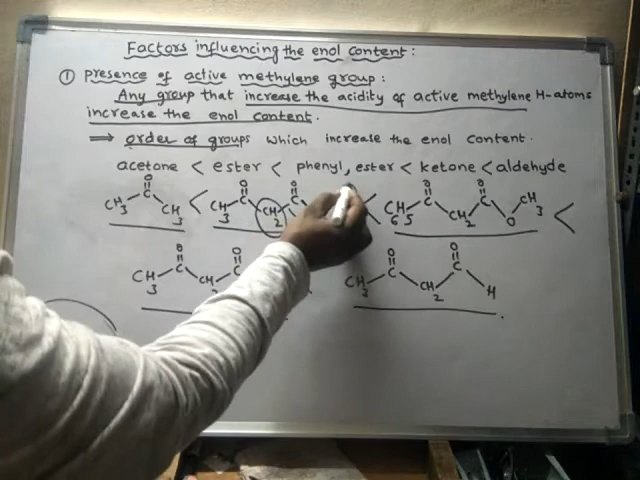 Factors influencing the enol content:
① presence of active methylene group:
Any group that increase the acidity of active methylene H-atoms
increase the enol content.
⟹ order of groups which increase the enol content.
acetone < ester < phenyl, ester < ketone < aldehyde
CH3 C O CH3 < CH3 C O CH2 C O < C6H5 C O CH2 C O O CH3 <
CH3 C O CH2 C O CH3 C O CH2 C O H .